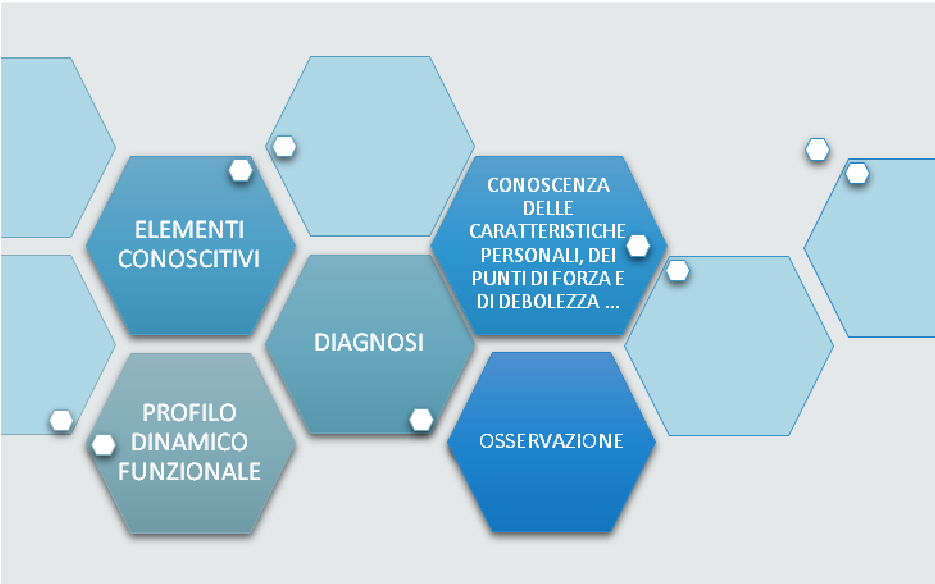 ELEMENTI
CONOSCITIVI
CONOSCENZA
DELLE
CARATTERISTICHE
PERSONALI, DEI
PUNTI DI FORZA E
DI DEBOLEZZA ...
DIAGNOSI
PROFILO
DINAMICO
FUNZIONALE
OSSERVAZIONE